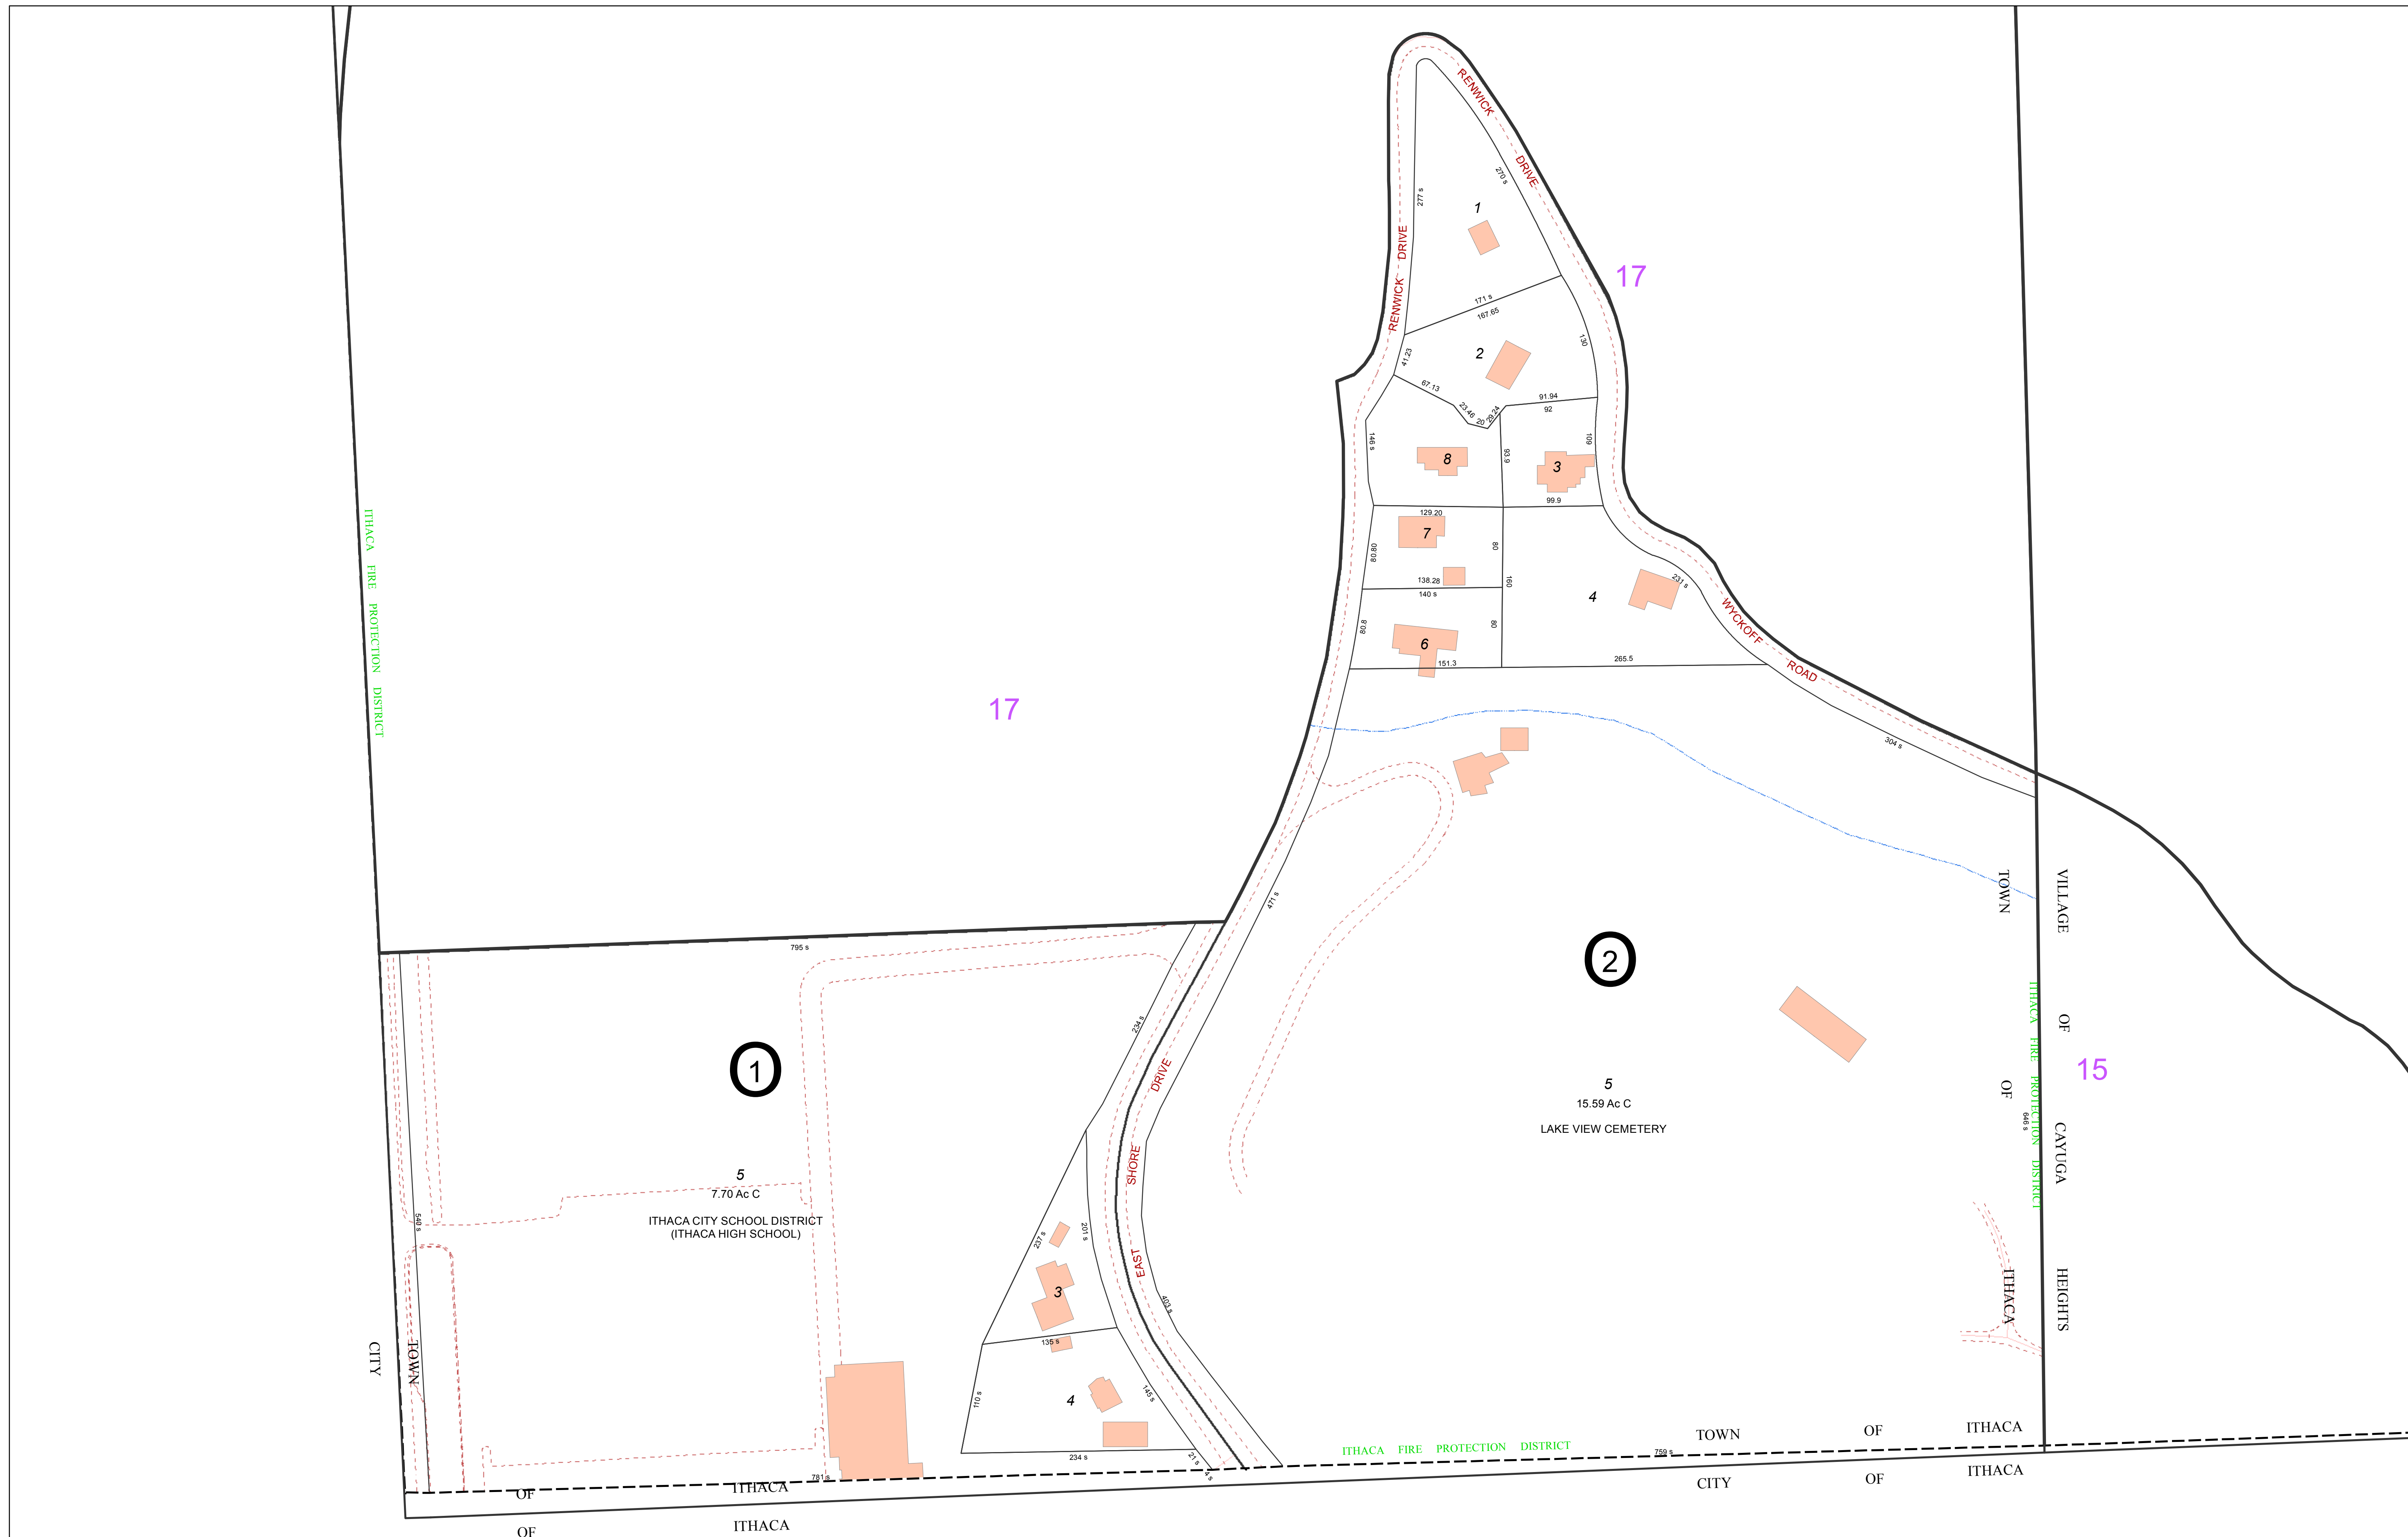 RENWICK DRIVE
270 s
277 s
1
RENWICK DRIVE
17
171 s
167.65
130
2
41.23
67.13
23.46
20
29.24
91.94
92
146 s
109
8
93.9
3
99.9
129.20
7
80.80
80
160
138.28
140 s
231 s
4
80.8
80
6
151.3
265.5
WYCKOFF ROAD
304 s
ITHACA FIRE PROTECTION DISTRICT
17
471 s
795 s
2
TOWN OF ITHACA
VILLAGE OF CAYUGA HEIGHTS
ITHACA FIRE PROTECTION DISTRICT
646 s
15
1
234 s
EAST SHORE DRIVE
5
15.59 Ac C
LAKE VIEW CEMETERY
5
7.70 Ac C
ITHACA CITY SCHOOL DISTRICT
(ITHACA HIGH SCHOOL)
540 s
237 s
201 s
3
403 s
135 s
110 s
4
145 s
234 s
21 s
4 s
CITY
TOWN
781 s
OF ITHACA
OF ITHACA
ITHACA FIRE PROTECTION DISTRICT
759 s
TOWN OF ITHACA
CITY OF ITHACA